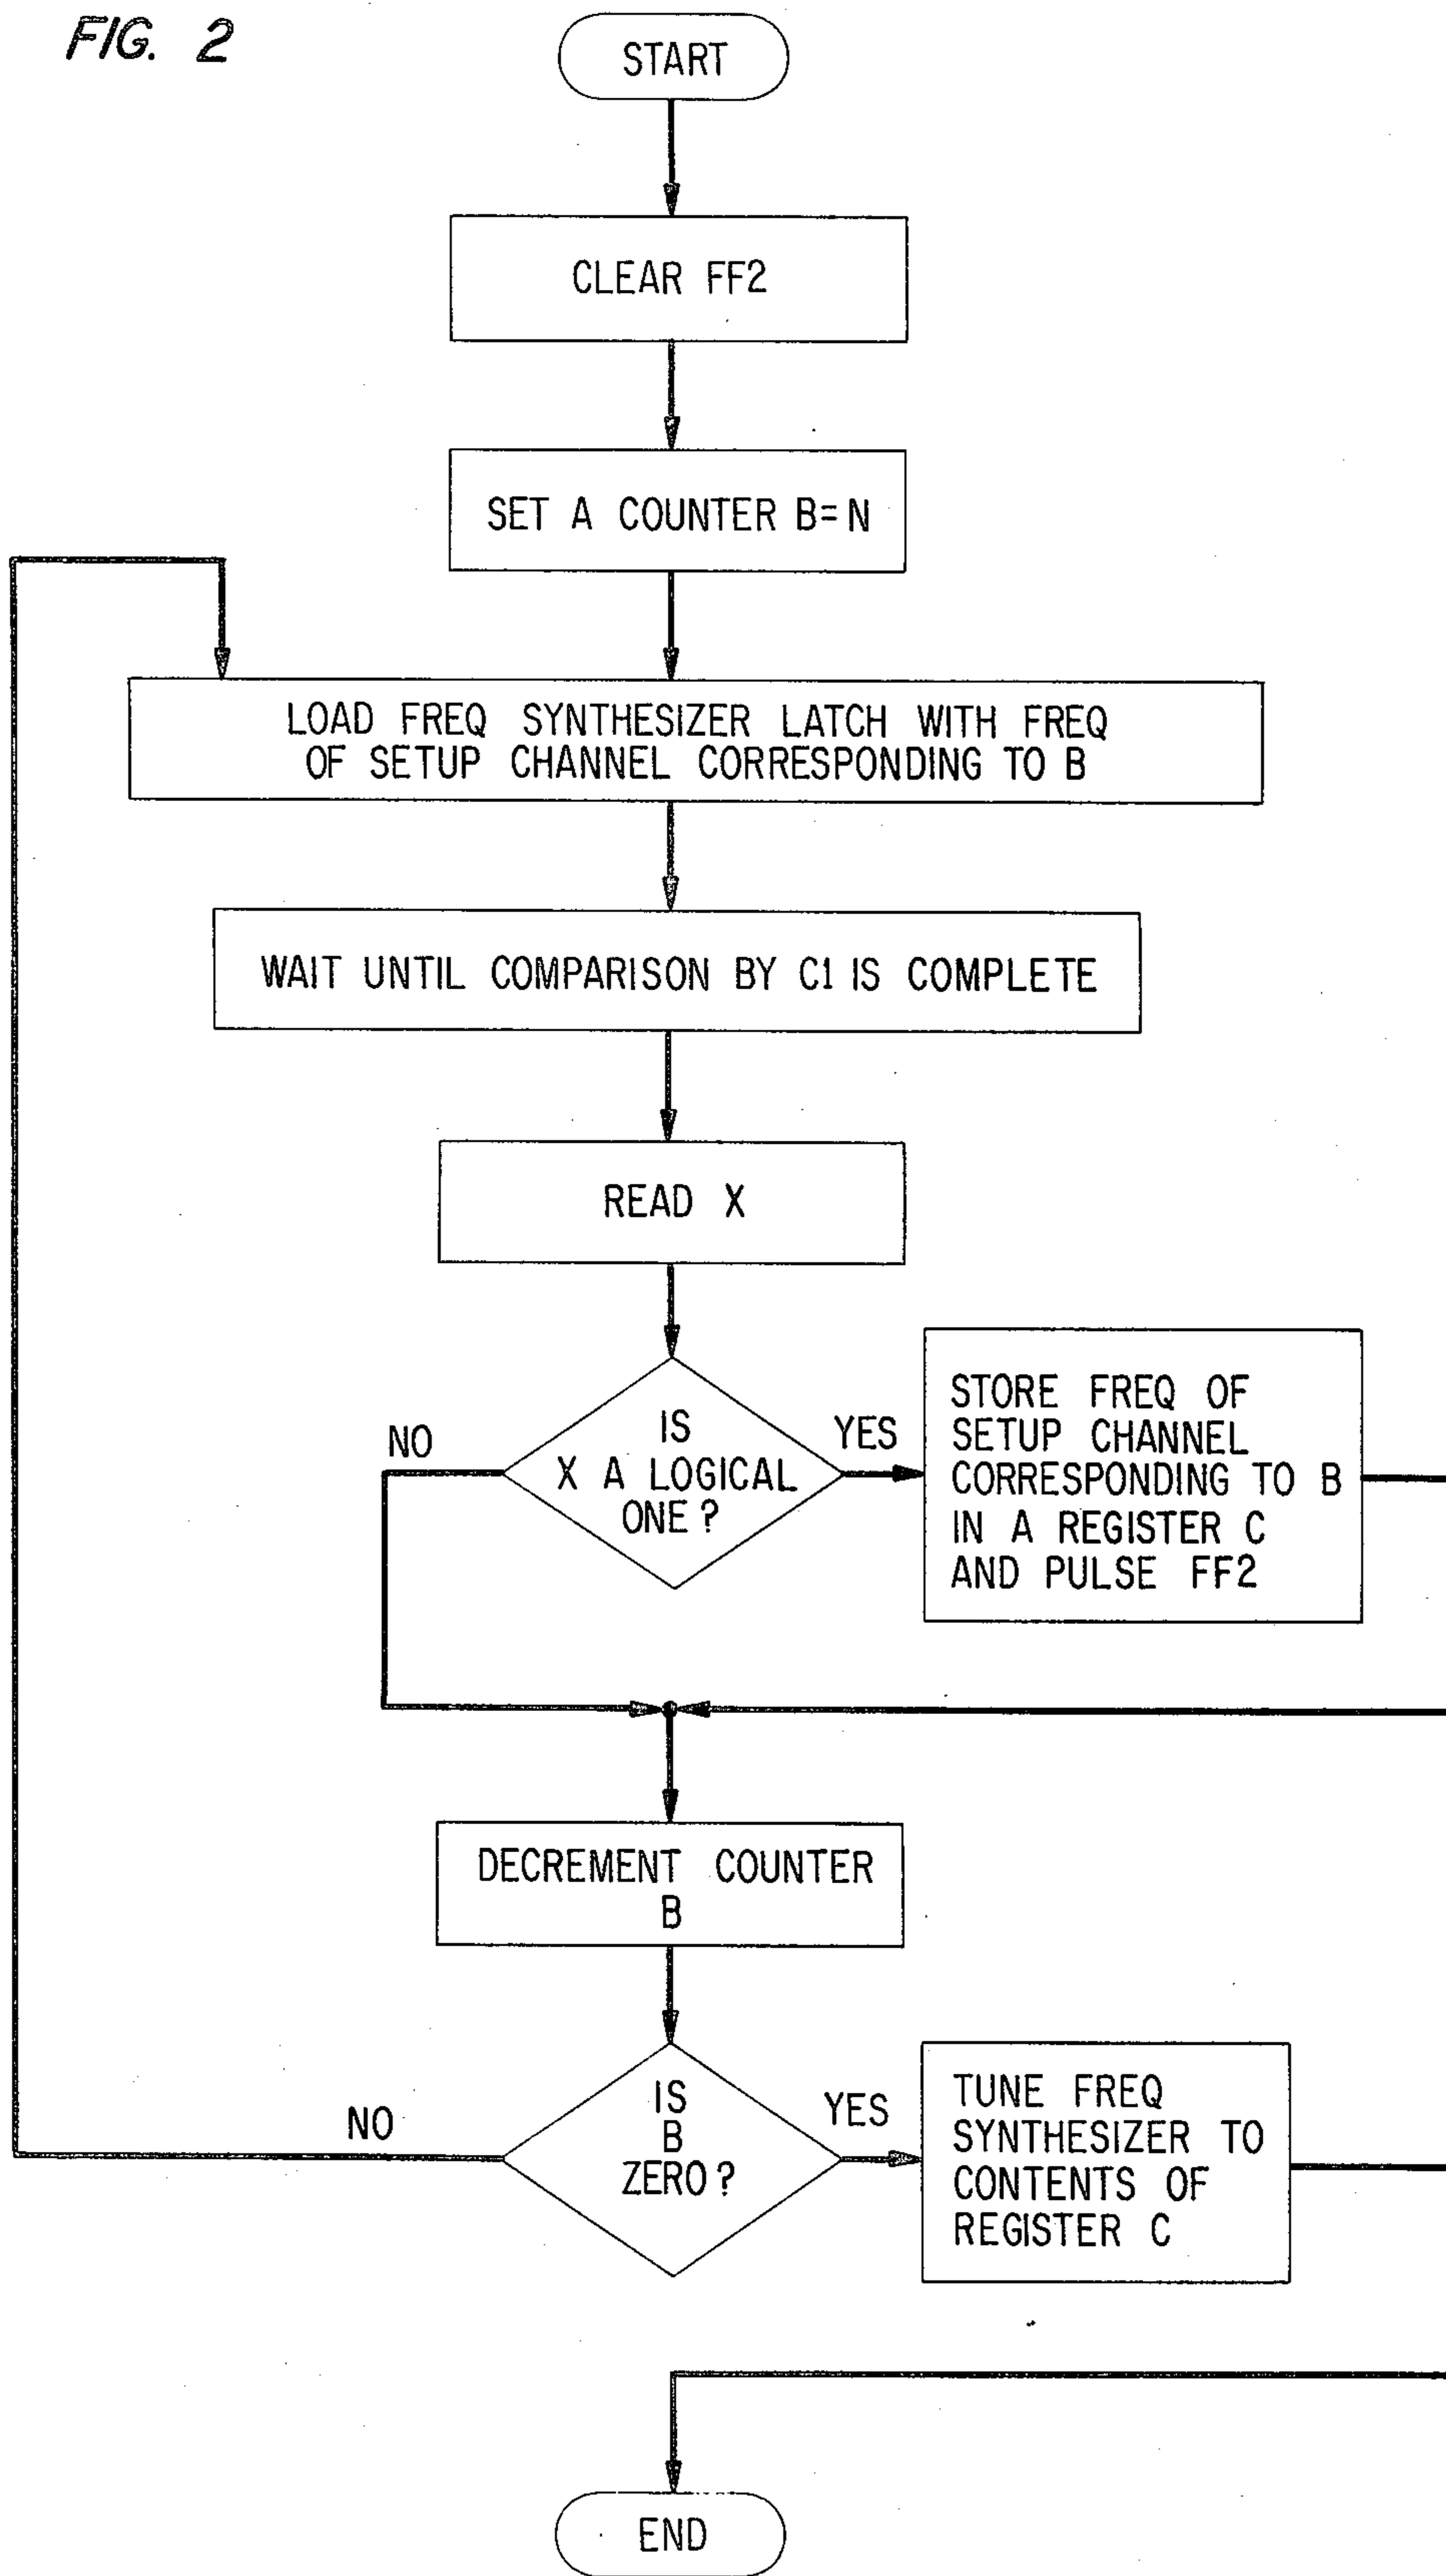 FIG. 2
START
CLEAR FF2
SET A COUNTER B=N
LOAD FREQ SYNTHESIZER LATCH WITH FREQ
OF SETUP CHANNEL CORRESPONDING TO B
WAIT UNTIL COMPARISON BY C1 IS COMPLETE
READ X
IS
X A LOGICAL
ONE?
NO
YES
STORE FREQ OF
SETUP CHANNEL
CORRESPONDING TO B
IN A REGISTER C
AND PULSE FF2
DECREMENT COUNTER
B
IS
B
ZERO?
NO
YES
TUNE FREQ
SYNTHESIZER TO
CONTENTS OF
REGISTER C
END